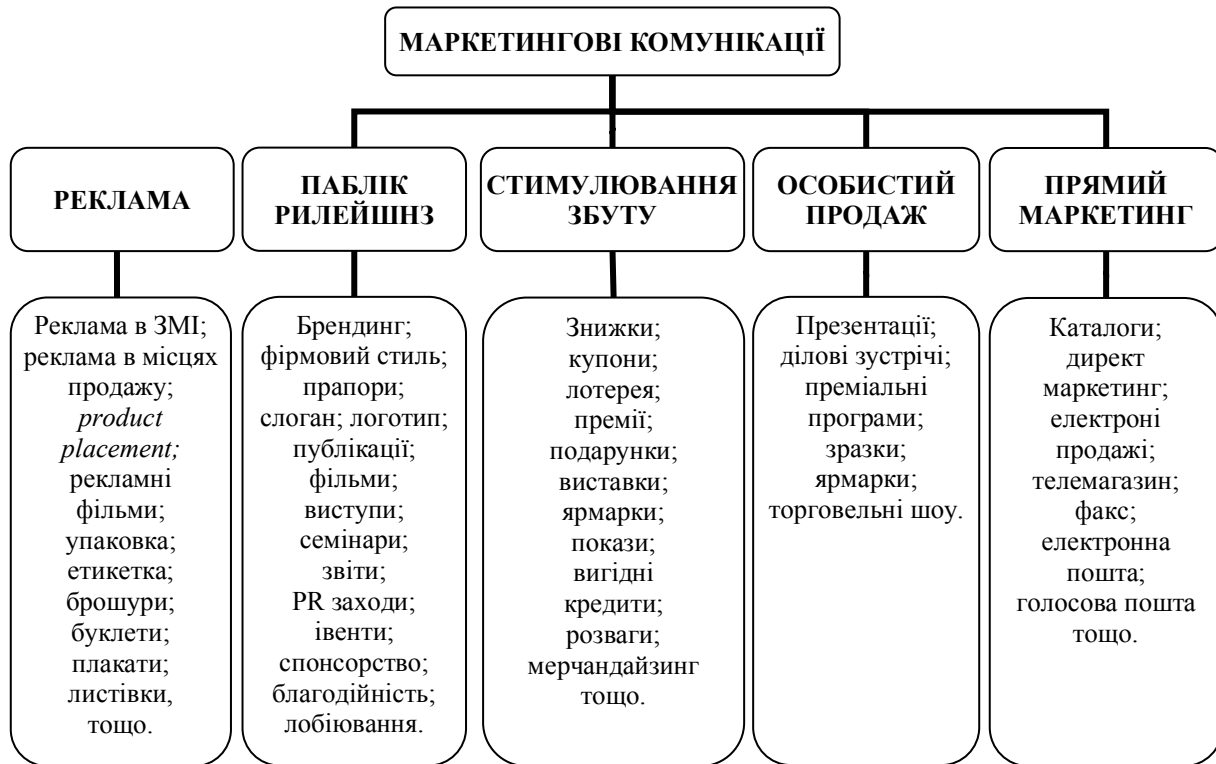 МАРКЕТИНГОВІ КОМУНІКАЦІЇ
РЕКЛАМА
ПАБЛІК
РИЛЕЙШНЗ
СТИМУЛЮВАННЯ
ЗБУТУ
ОСОБИСТИЙ
ПРОДАЖ
ПРЯМИЙ
МАРКЕТИНГ
Реклама в ЗМІ;
реклама в місцях
продажу;
product
placement;
рекламні
фільми;
упаковка;
етикетка;
брошури;
буклети;
плакати;
листівки,
тощо.
Брендинг;
фірмовий стиль;
прапори;
слоган; логотип;
публікації;
фільми;
виступи;
семінари;
звіти;
PR заходи;
івенти;
спонсорство;
благодійність;
лобіювання.
Знижки;
купони;
лотерея;
премії;
подарунки;
виставки;
ярмарки;
покази;
вигідні
кредити;
розваги;
мерчандайзинг
тощо.
Презентації;
ділові зустрічі;
преміальні
програми;
зразки;
ярмарки;
торговельні шоу.
Каталоги;
директ
маркетинг;
електроні
продажі;
телемагазин;
факс;
електронна
пошта;
голосова пошта
тощо.